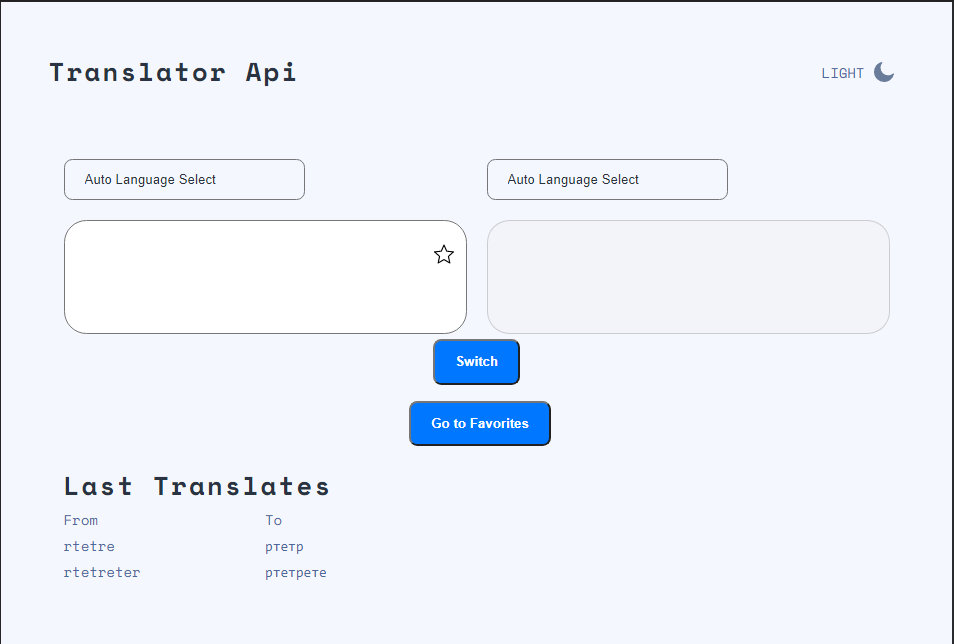 Translator Api
LIGHT
Auto Language Select
Auto Language Select
Switch
Go to Favorites
Last Translates
From To
rtetre ртетр
rtetreter ртетрете